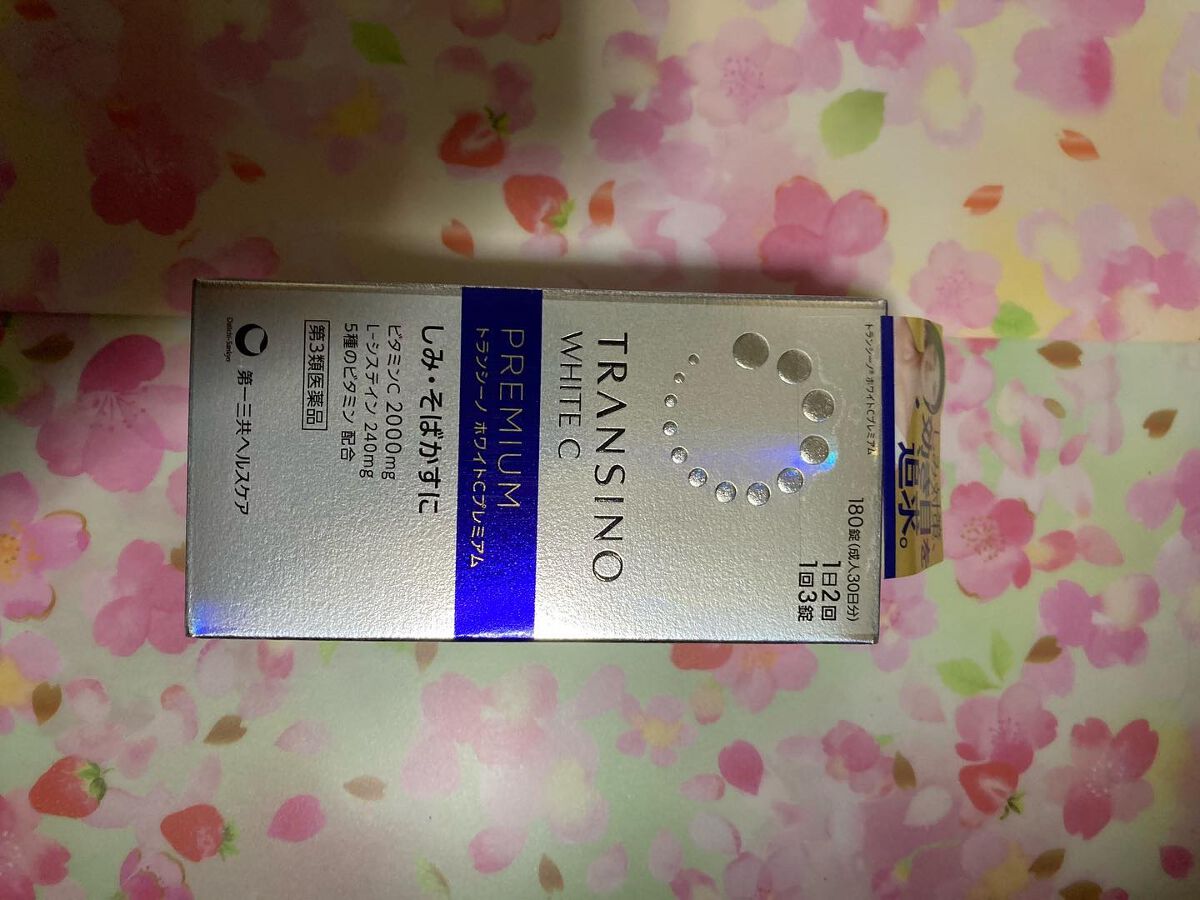 トランシーノ® ホワイトCプレミアム
追求。
180錠(成人30日分)
1日2回
1回3錠
TRANSINO
WHITE C
PREMIUM
トランシーノ ホワイトCプレミアム
しみ・そばかすに
ビタミンC 2000mg
L-システイン 240mg
5種のビタミン 配合
第3類医薬品
第一三共ヘルスケア
Daiichi-Sankyo